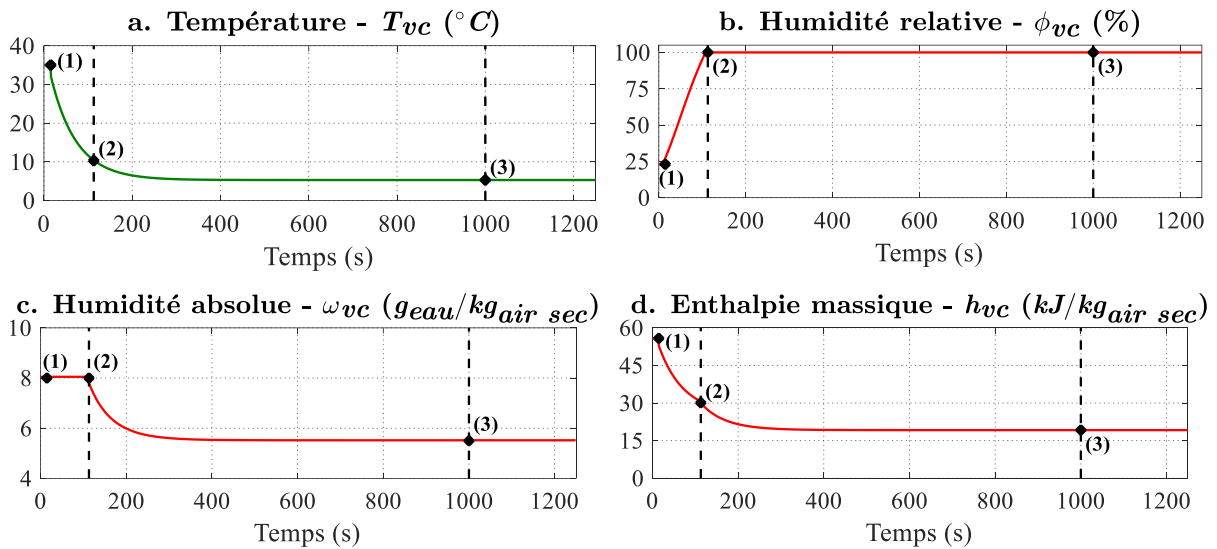 a. Température - Tvc (°C)
40
30
20
10
0
(1)
(2)
(3)
0 200 400 600 800 1000 1200
Temps (s)
b. Humidité relative - ϕvc (%)
100
75
50
25
0
(1)
(2)
(3)
0 200 400 600 800 1000 1200
Temps (s)
c. Humidité absolue - ωvc (geau/kgair sec)
10
8
6
4
(1) (2)
(3)
0 200 400 600 800 1000 1200
Temps (s)
d. Enthalpie massique - hvc (kJ/kgair sec)
60
45
30
15
0
(1)
(2)
(3)
0 200 400 600 800 1000 1200
Temps (s)